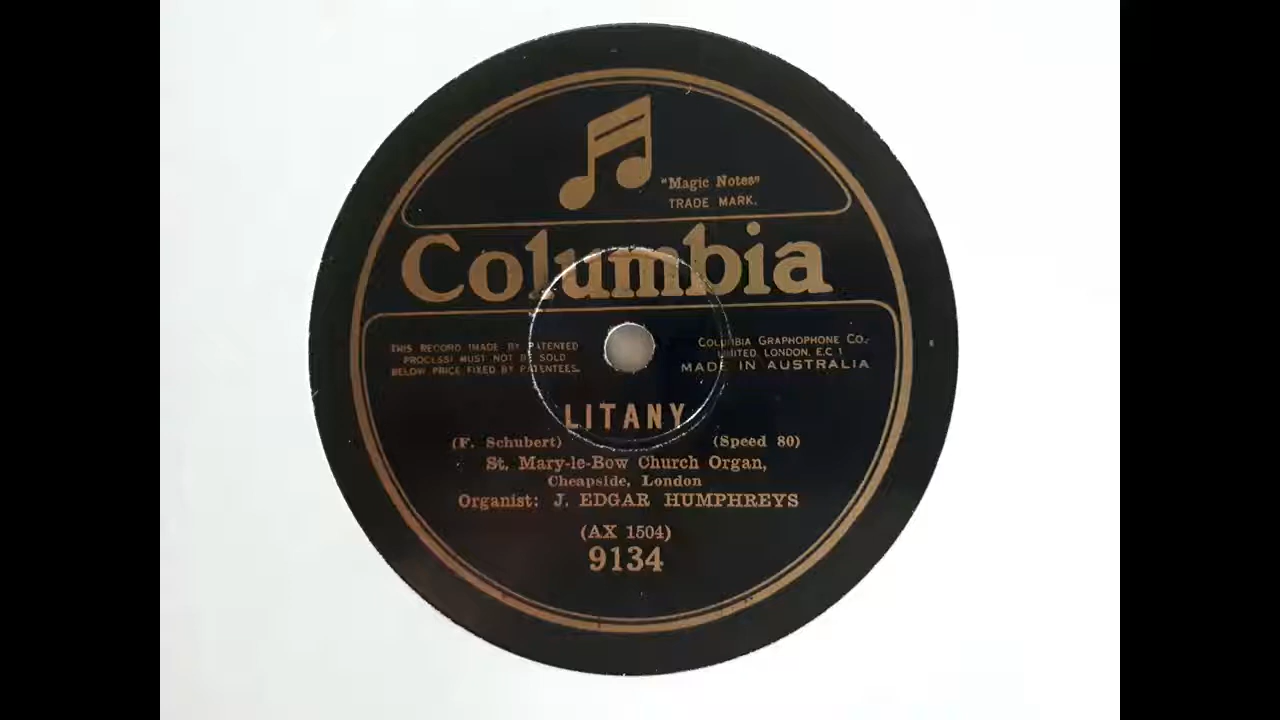 "Magic Notes"
TRADE MARK.
Columbia
THIS RECORD (MADE BY PATENTED
PROCESS) MUST NOT BE SOLD
BELOW PRICE FIXED BY PATENTEES.
COLUMBIA GRAPHOPHONE CO.
UNITED, LONDON, E.C 1
MADE IN AUSTRALIA
LITANY
(F. Schubert) (Speed 80)
St. Mary-le-Bow Church Organ,
Cheapside, London
Organist: J. EDGAR HUMPHREYS
(AX 1504)
9134